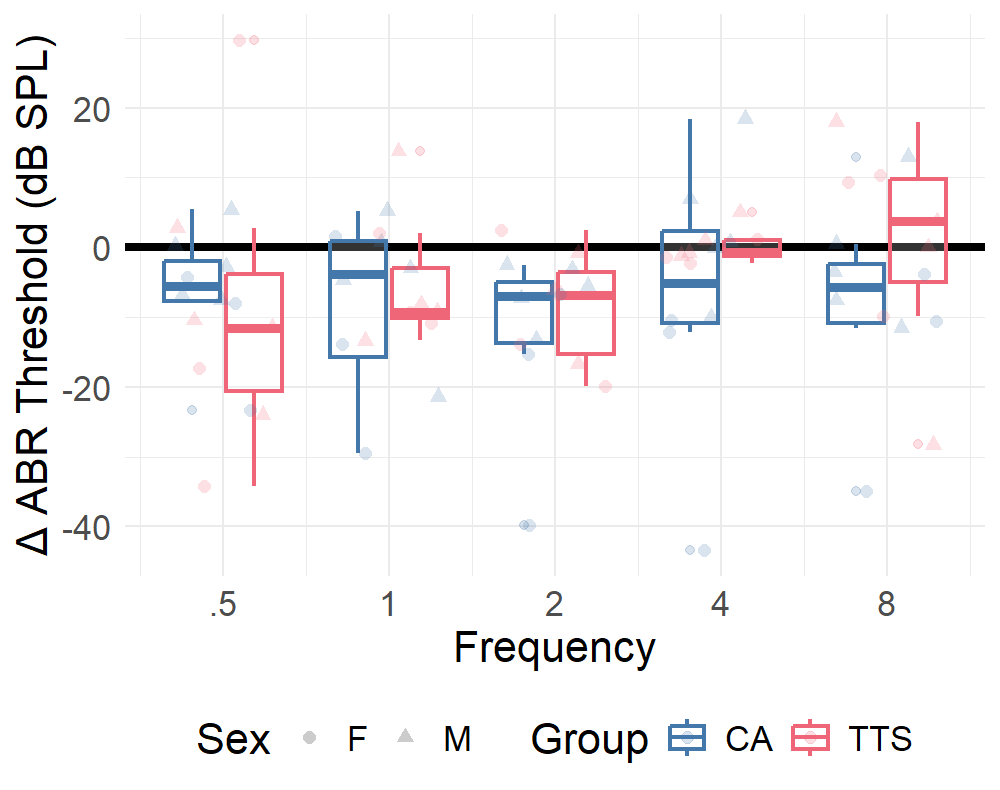 Δ ABR Threshold (dB SPL)
20
0
-20
-40
.5 1 2 4 8
Frequency
Sex F M Group CA TTS